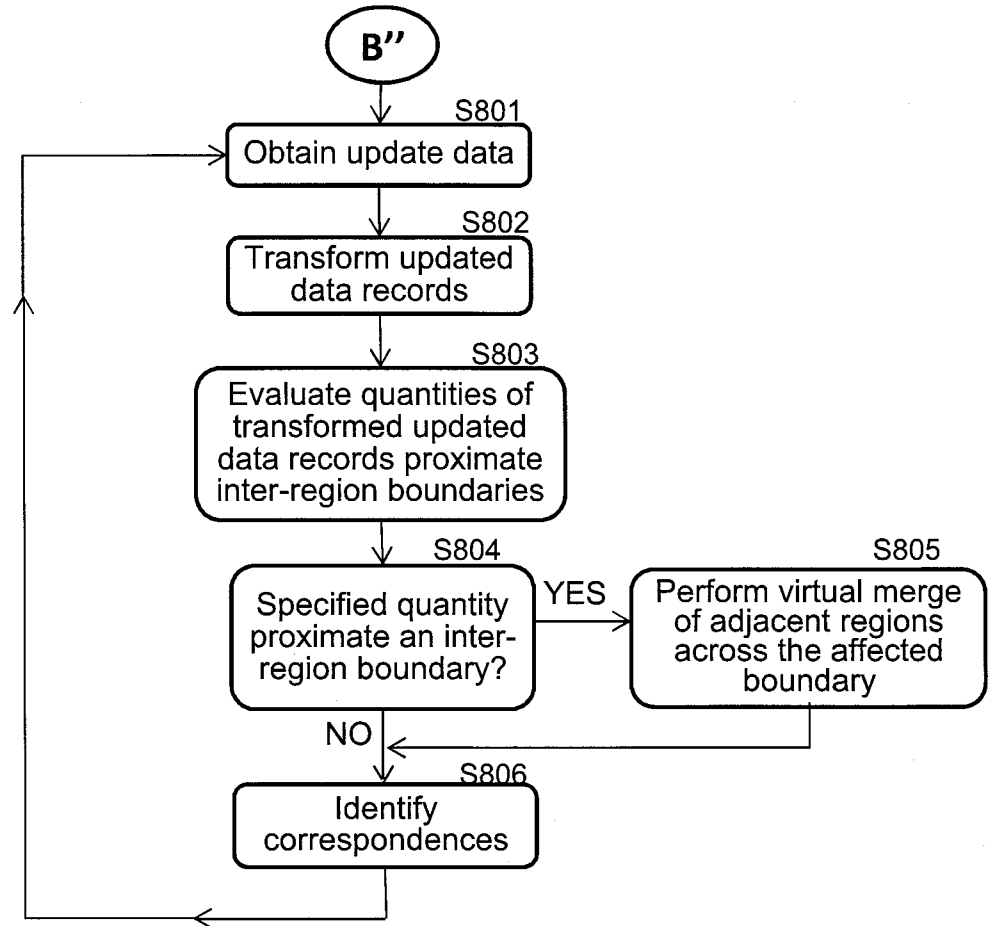 B’’
S801
Obtain update data
S802
Transform updated
data records
S803
Evaluate quantities of
transformed updated
data records proximate
inter-region boundaries
S804
Specified quantity
proximate an inter-
region boundary?
YES
S805
Perform virtual merge
of adjacent regions
across the affected
boundary
NO
S806
Identify
correspondences